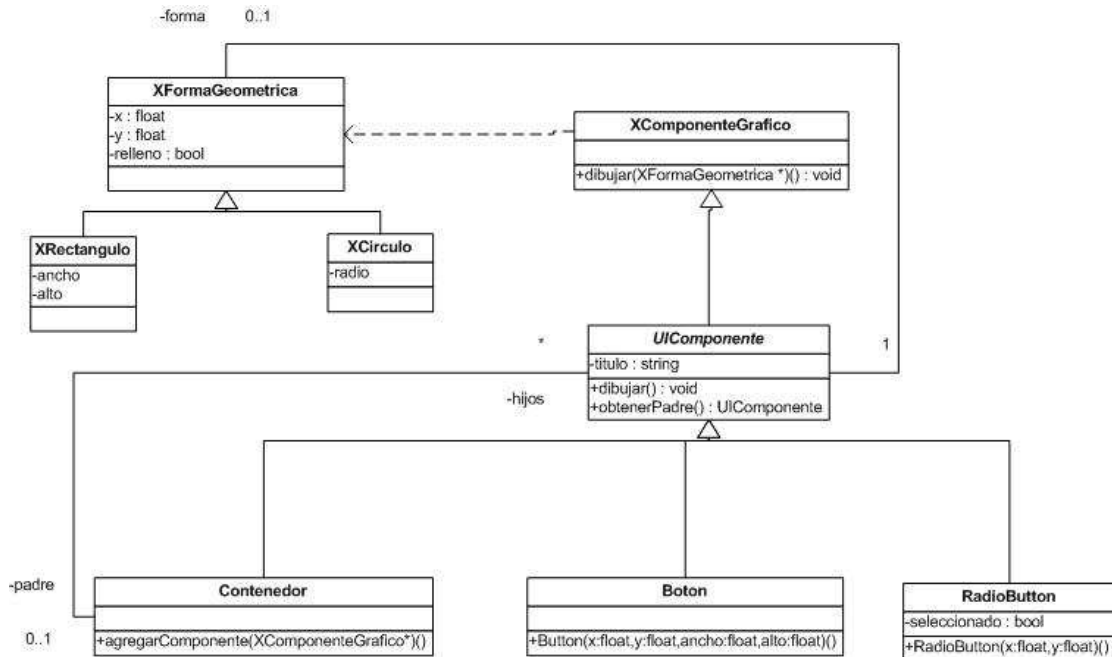 -forma 0..1
XFormaGeometrica
-x : float
-y : float
-relleno : bool
XComponenteGrafico
+dibujar(XFormaGeometrica *)() : void
XRectangulo
-ancho
-alto
XCirculo
-radio
UIComponente
-titulo : string
+dibujar() : void
+obtenerPadre() : UIComponente
*
1
-hijos
-padre
0..1
Contenedor
+agregarComponente(XComponenteGrafico*)()
Boton
+Button(x:float,y:float,ancho:float,alto:float)()
RadioButton
-seleccionado : bool
+RadioButton(x:float,y:float)()